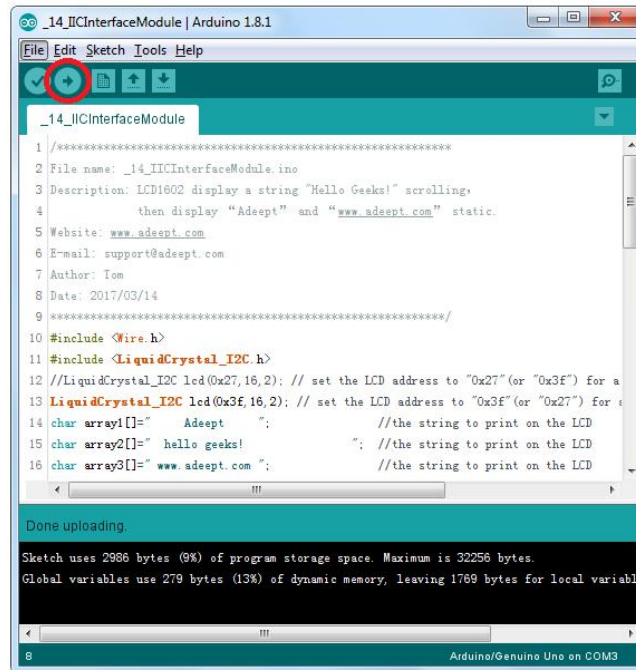 _14_IICInterfaceModule | Arduino 1.8.1
File Edit Sketch Tools Help
_14_IICInterfaceModule
1 /***********************************************************
2 File name: _14_IICInterfaceModule.ino
3 Description: LCD1602 display a string "Hello Geeks!" scrolling,
4 then display “Adeept” and “www.adeept.com” static.
5 Website: www.adeept.com
6 E-mail: support@adeept.com
7 Author: Tom
8 Date: 2017/03/14
9 ***********************************************************/
10 #include <Wire.h>
11 #include <LiquidCrystal_I2C.h>
12 //LiquidCrystal_I2C lcd(0x27,16,2); // set the LCD address to "0x27"(or "0x3f") for a
13 LiquidCrystal_I2C lcd(0x3f,16,2); // set the LCD address to "0x3f"(or "0x27") for a
14 char array1[]="     Adeept     "; //the string to print on the LCD
15 char array2[]="  hello geeks!                "; //the string to print on the LCD
16 char array3[]=" www.adeept.com "; //the string to print on the LCD
Done uploading.
Sketch uses 2986 bytes (9%) of program storage space. Maximum is 32256 bytes.
Global variables use 279 bytes (13%) of dynamic memory, leaving 1769 bytes for local variabl
8 Arduino/Genuino Uno on COM3